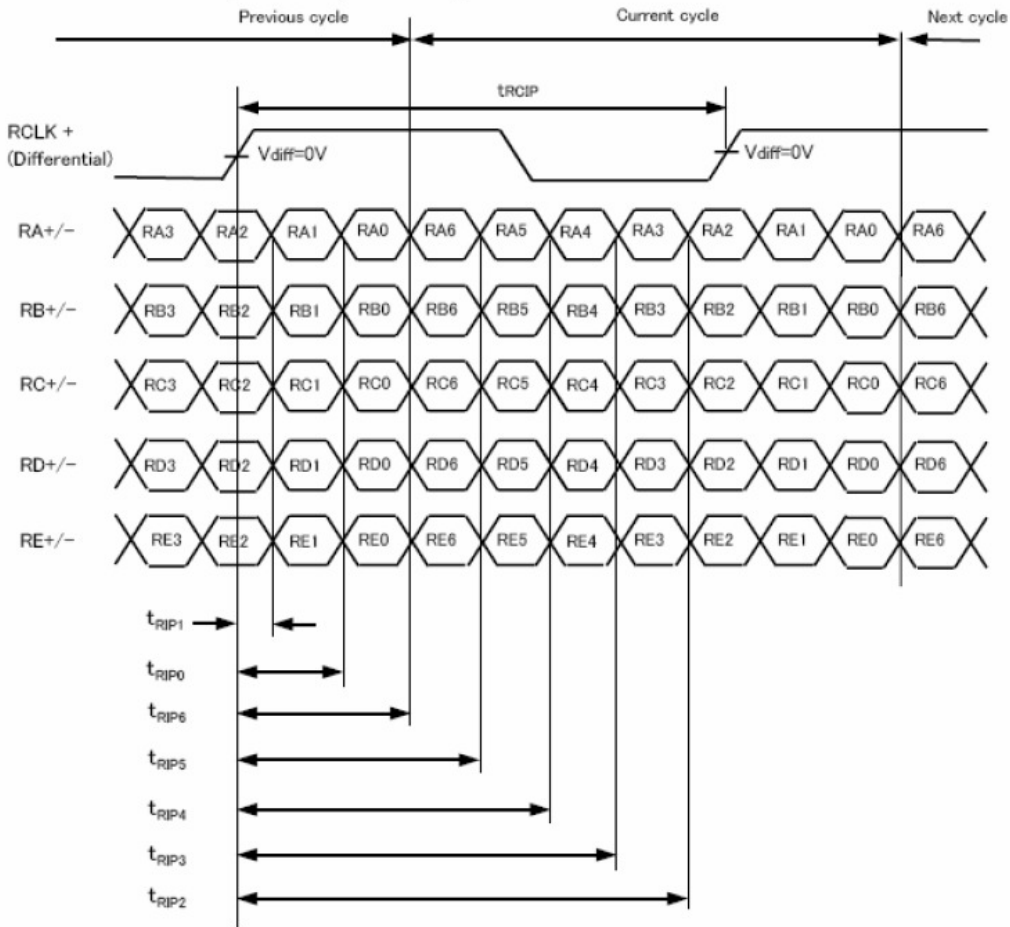 Previous cycle Current cycle Next cycle
tRCIP
RCLK +
(Differential)
Vdiff=0V Vdiff=0V
RA+/- RA3 RA2 RA1 RA0 RA6 RA5 RA4 RA3 RA2 RA1 RA0 RA6
RB+/- RB3 RB2 RB1 RB0 RB6 RB5 RB4 RB3 RB2 RB1 RB0 RB6
RC+/- RC3 RC2 RC1 RC0 RC6 RC5 RC4 RC3 RC2 RC1 RC0 RC6
RD+/- RD3 RD2 RD1 RD0 RD6 RD5 RD4 RD3 RD2 RD1 RD0 RD6
RE+/- RE3 RE2 RE1 RE0 RE6 RE5 RE4 RE3 RE2 RE1 RE0 RE6
tRIP1
tRIP0
tRIP6
tRIP5
tRIP4
tRIP3
tRIP2